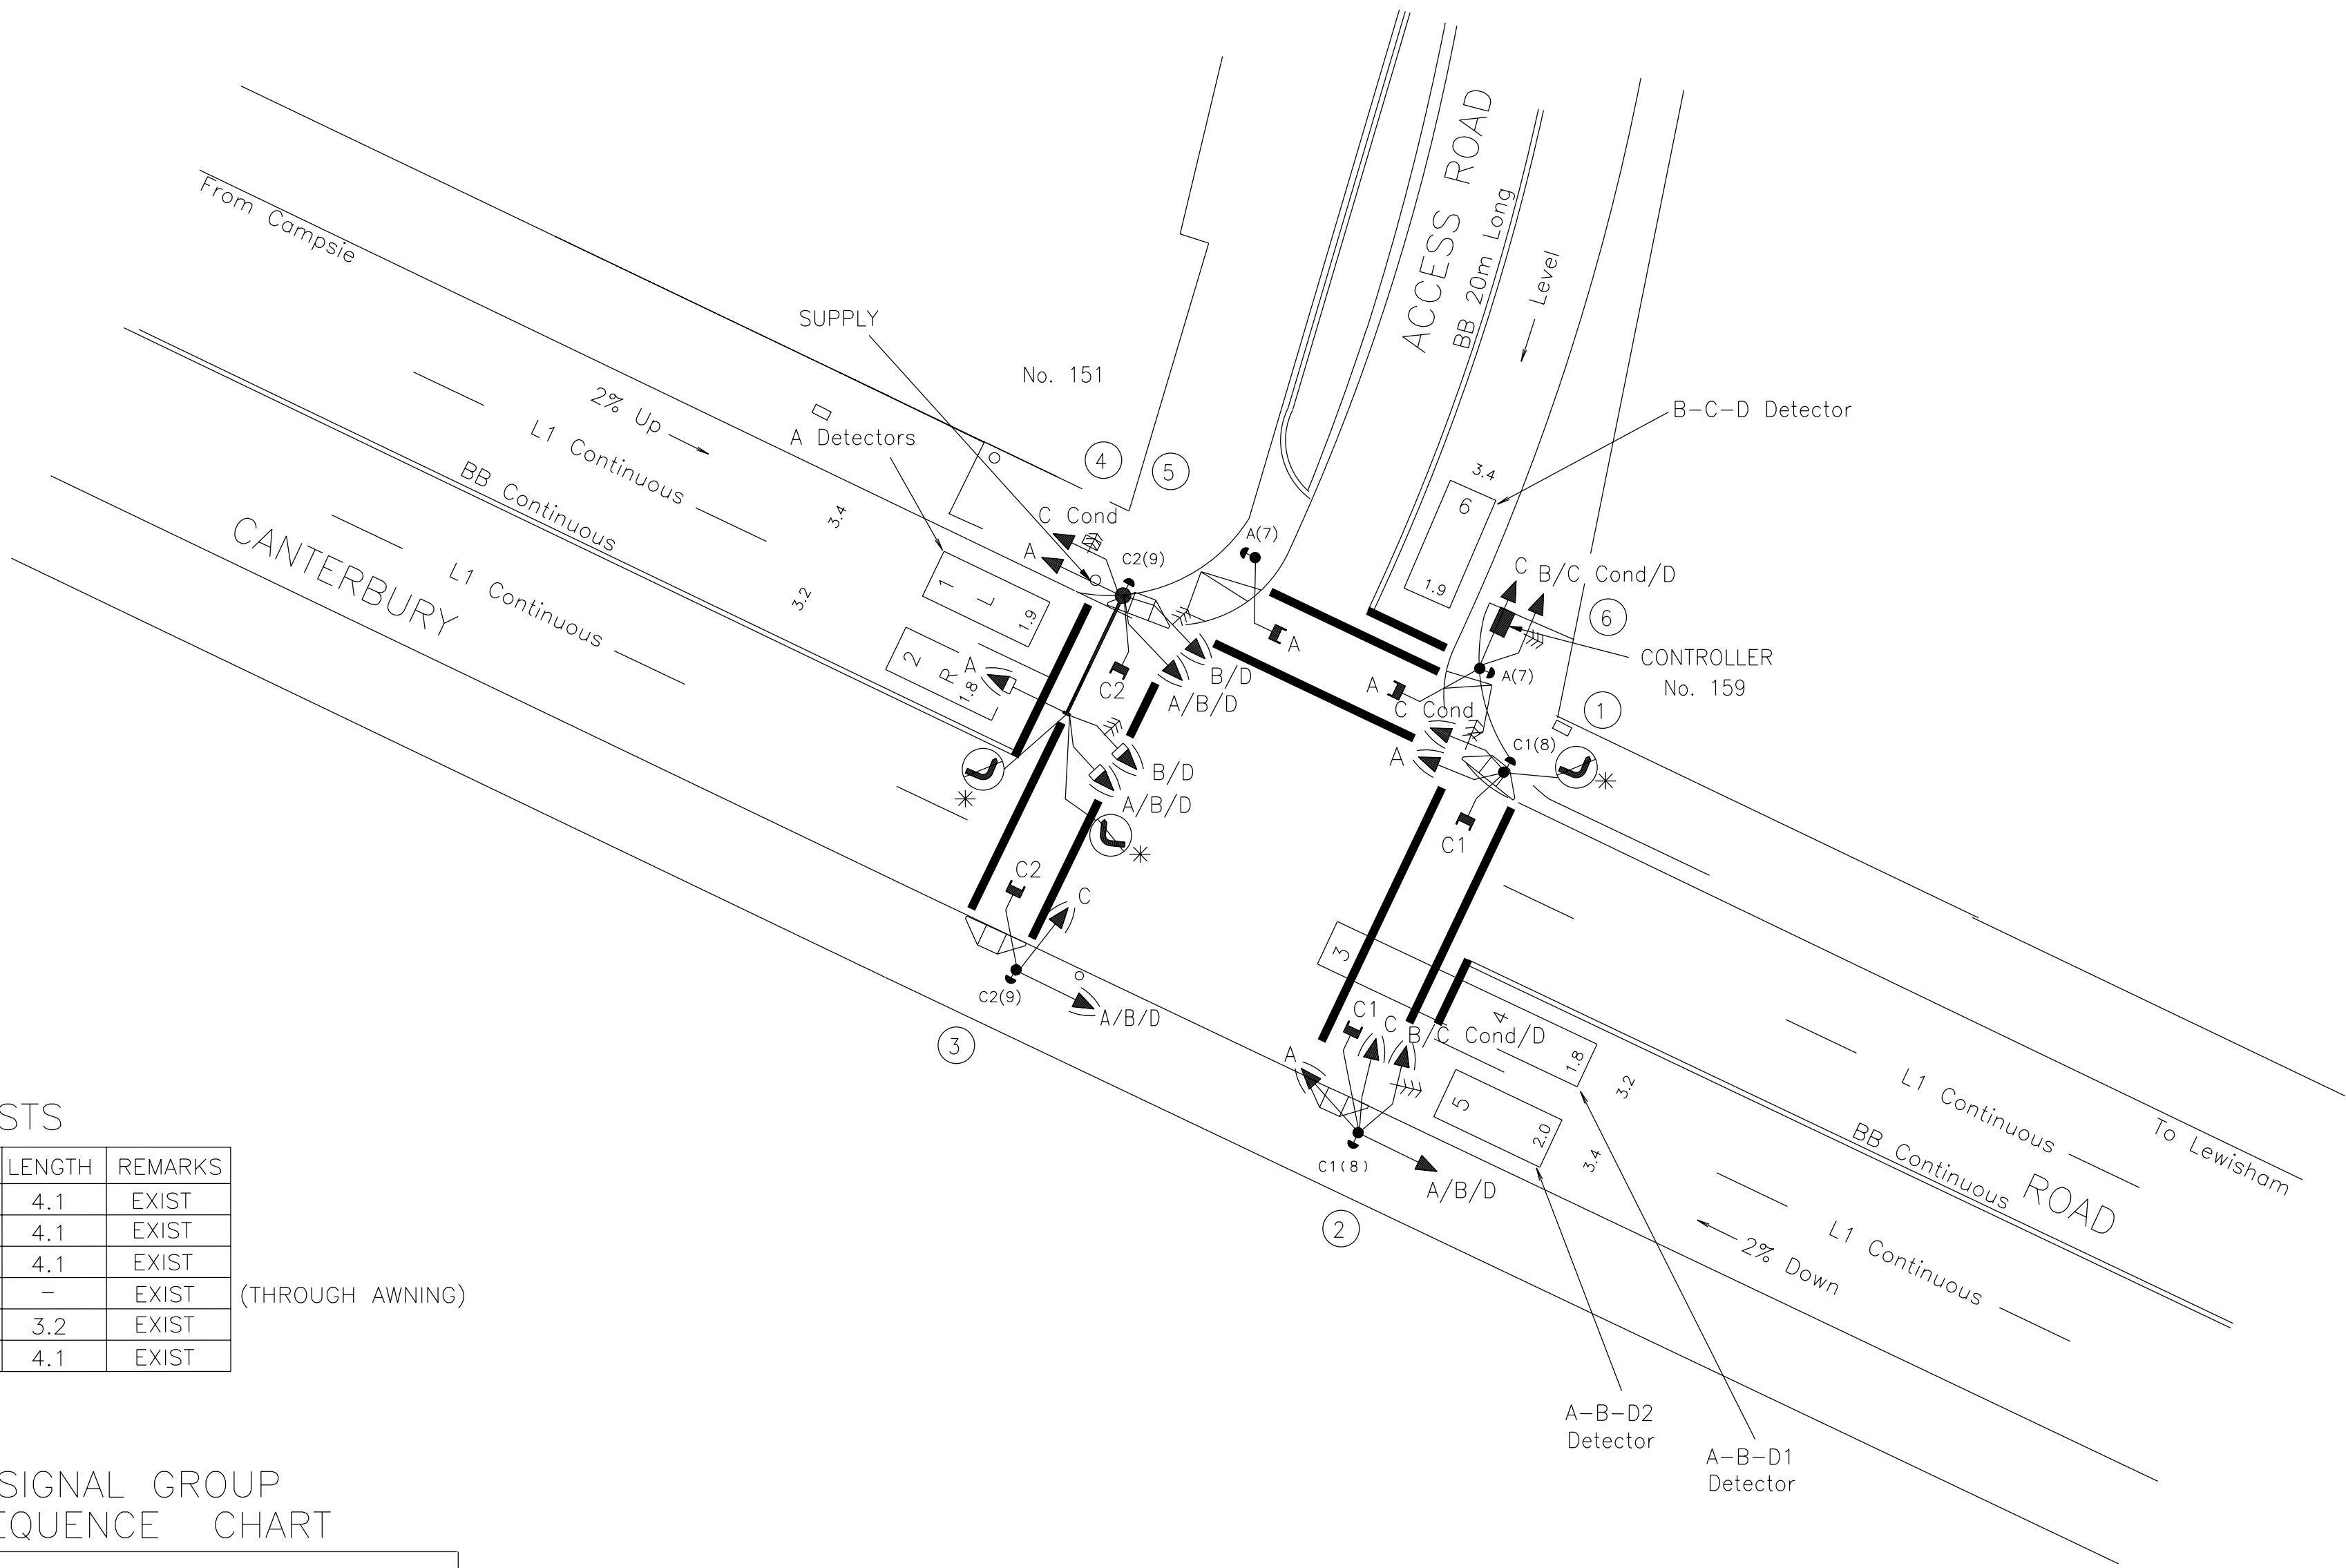 From Campsie
ACCESS ROAD
BB 20m Long
Level
SUPPLY
No. 151
2% Up
L1 Continuous
A Detectors
B-C-D Detector
BB Continuous
3.4
4
5
3.4
6
1.9
C Cond
A
C2(9)
A(7)
C
B/C Cond/D
6
CANTERBURY
L1 Continuous
3.2
1
L
1.9
2
R
1.8
A
C2
B/D
A/B/D
A
A
A(7)
CONTROLLER
No. 159
C Cond
A
C1(8)
1
B/D
A/B/D
C1
C2
C
C2(9)
A/B/D
3
3
4
1.8
3.2
C1
C
B/C Cond/D
A
5
2.0
3.4
C1(8)
A/B/D
2
L1 Continuous
To Lewisham
BB Continuous
ROAD
L1 Continuous
2% Down
A-B-D2
Detector
A-B-D1
Detector
STS
LENGTH REMARKS
4.1 EXIST
4.1 EXIST
4.1 EXIST
- EXIST (THROUGH AWNING)
3.2 EXIST
4.1 EXIST
SIGNAL GROUP
EQUENCE CHART